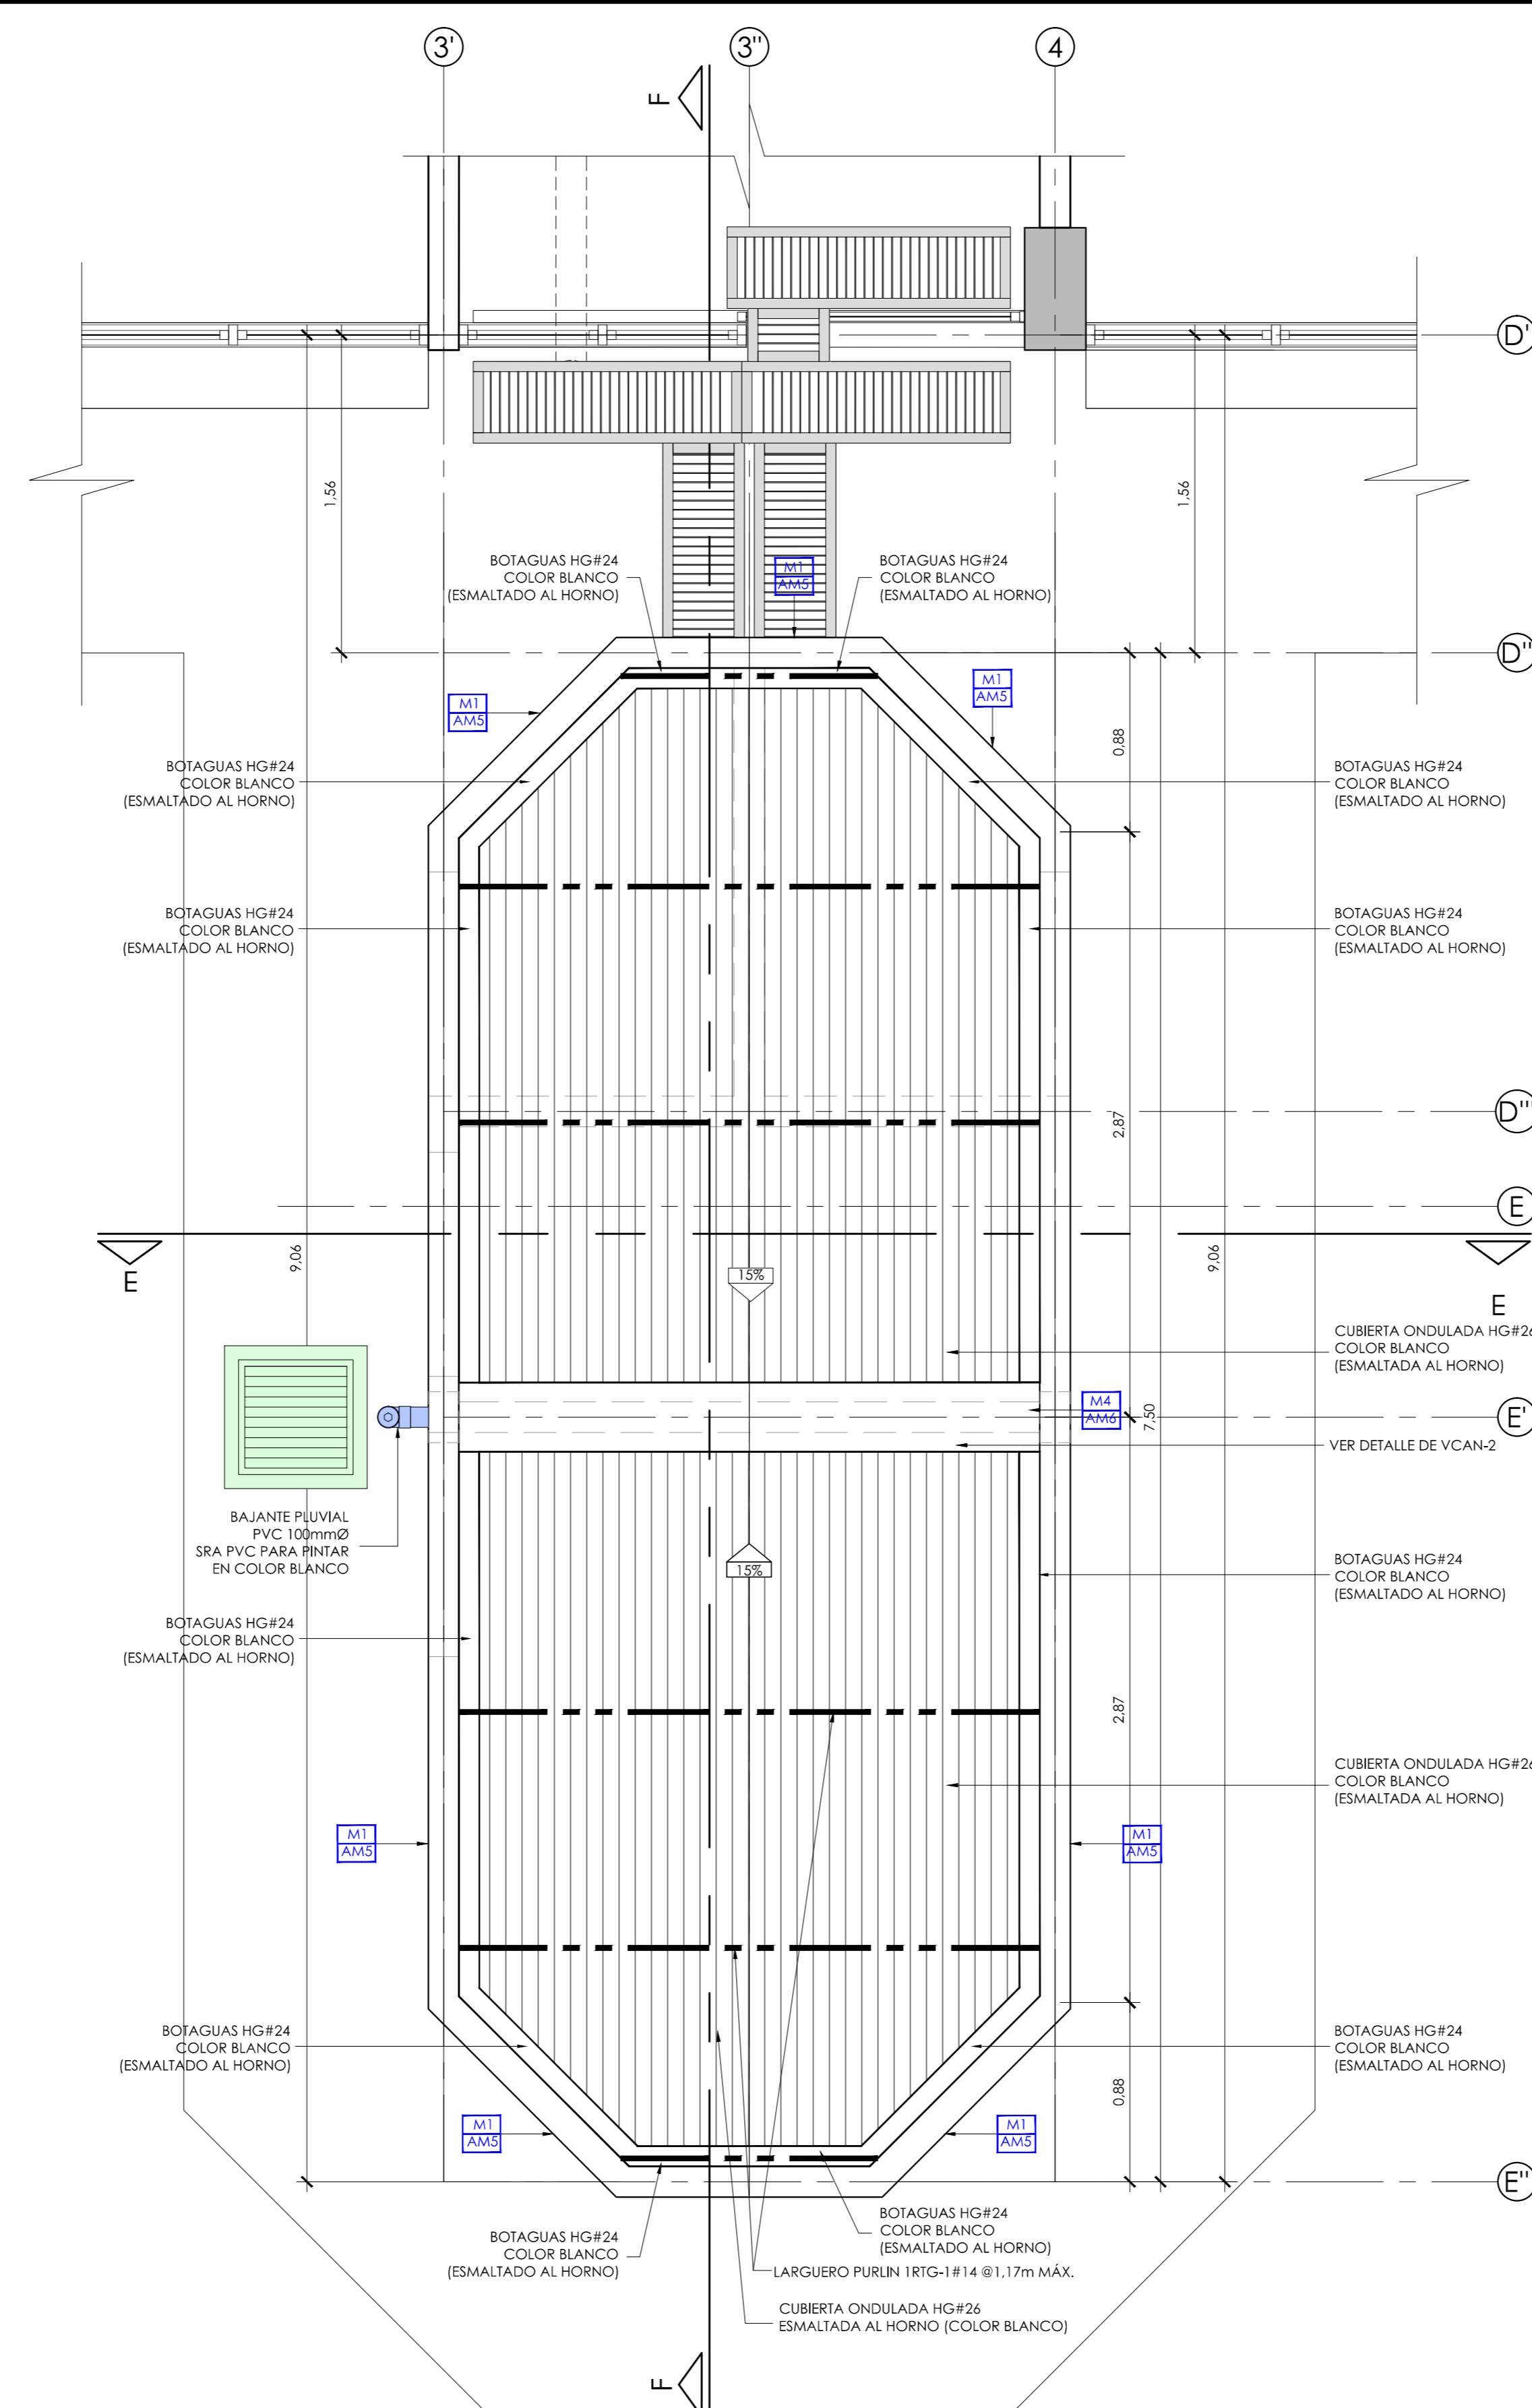 3'
3"
4
F
D'
1,56
1,56
BOTAGUAS HG#24
COLOR BLANCO
(ESMALTADO AL HORNO)
M1
AM5
BOTAGUAS HG#24
COLOR BLANCO
(ESMALTADO AL HORNO)
D"
M1
AM5
M1
AM5
0,88
BOTAGUAS HG#24
COLOR BLANCO
(ESMALTADO AL HORNO)
BOTAGUAS HG#24
COLOR BLANCO
(ESMALTADO AL HORNO)
BOTAGUAS HG#24
COLOR BLANCO
(ESMALTADO AL HORNO)
BOTAGUAS HG#24
COLOR BLANCO
(ESMALTADO AL HORNO)
D"'
2,87
E
9,06
9,06
E
E
15%
CUBIERTA ONDULADA HG#26
COLOR BLANCO
(ESMALTADA AL HORNO)
M4
AM6
7,50
E'
VER DETALLE DE VCAN-2
BAJANTE PLUVIAL
PVC 100mmØ
SRA PVC PARA PINTAR
EN COLOR BLANCO
15%
BOTAGUAS HG#24
COLOR BLANCO
(ESMALTADO AL HORNO)
BOTAGUAS HG#24
COLOR BLANCO
(ESMALTADO AL HORNO)
2,87
CUBIERTA ONDULADA HG#26
COLOR BLANCO
(ESMALTADA AL HORNO)
M1
AM5
M1
AM5
BOTAGUAS HG#24
COLOR BLANCO
(ESMALTADO AL HORNO)
BOTAGUAS HG#24
COLOR BLANCO
(ESMALTADO AL HORNO)
0,88
M1
AM5
M1
AM5
E"
BOTAGUAS HG#24
COLOR BLANCO
(ESMALTADO AL HORNO)
BOTAGUAS HG#24
COLOR BLANCO
(ESMALTADO AL HORNO)
LARGUERO PURLIN 1RTG-1#14 @1,17m MÁX.
CUBIERTA ONDULADA HG#26
ESMALTADA AL HORNO (COLOR BLANCO)
F